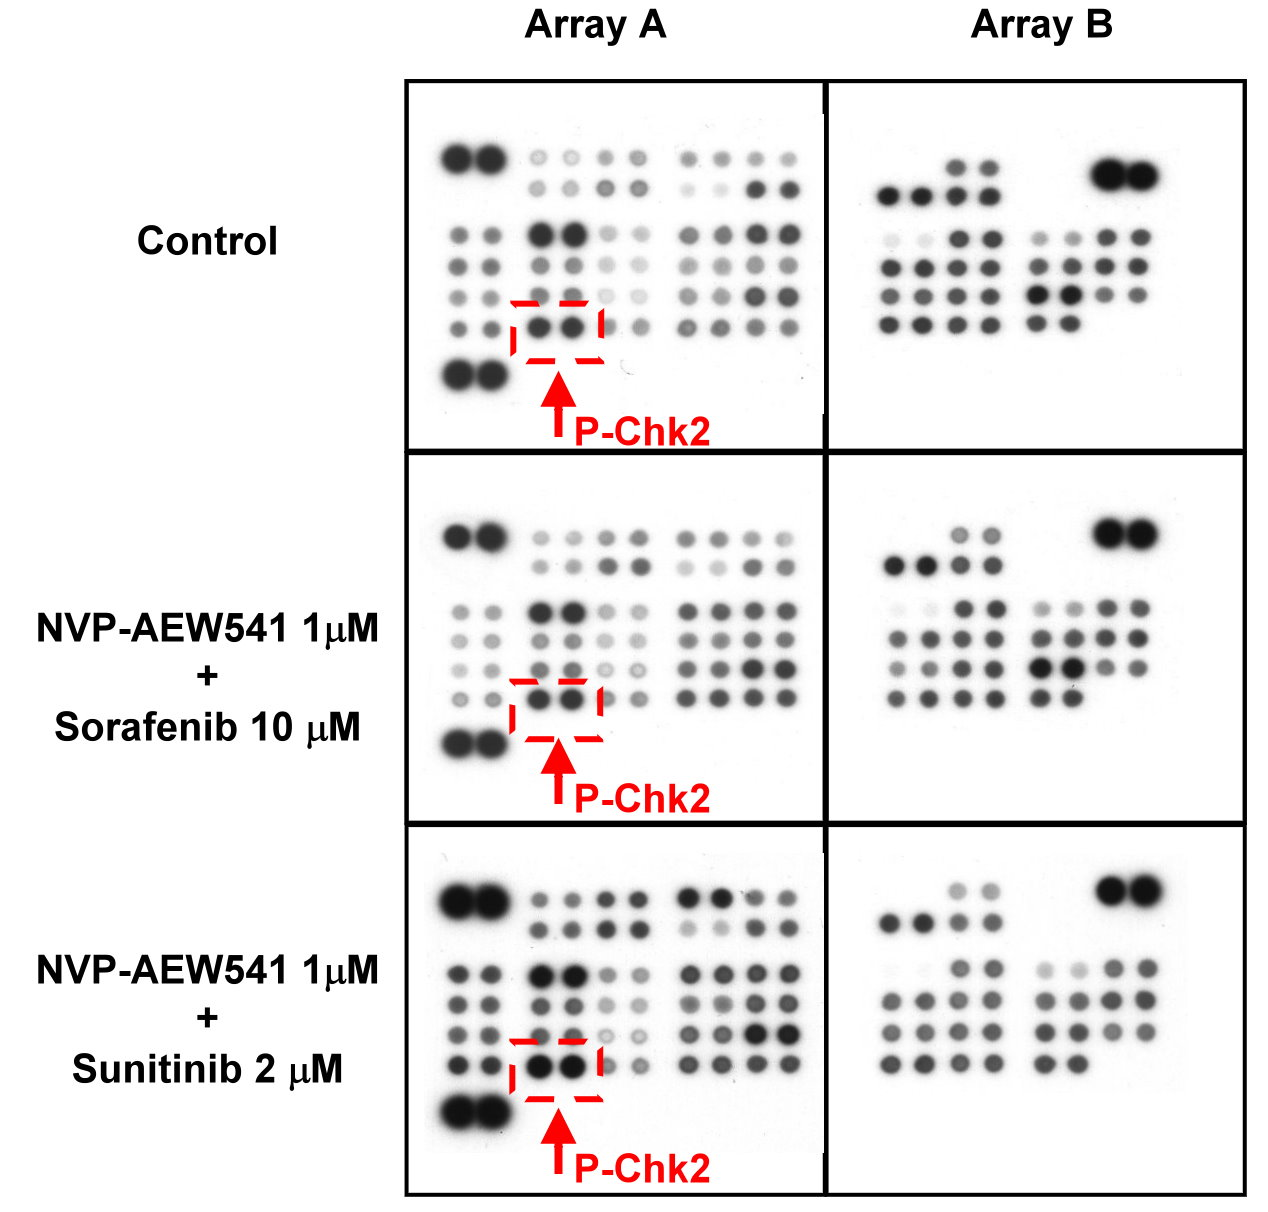 Array A
Array B
Control
P-Chk2
NVP-AEW541 1μM
+
Sorafenib 10 μM
P-Chk2
NVP-AEW541 1μM
+
Sunitinib 2 μM
P-Chk2